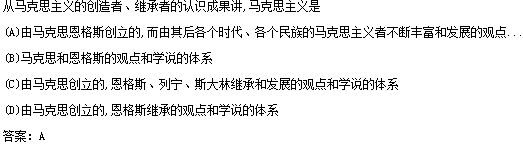 从马克思主义的创造者、继承者的认识成果讲,马克思主义是
(A)由马克思恩格斯创立的,而由其后各个时代、各个民族的马克思主义者不断丰富和发展的观点...
(B)马克思和恩格斯的观点和学说的体系
(C)由马克思创立的,恩格斯、列宁、斯大林继承和发展的观点和学说的体系
(D)由马克思创立的,恩格斯继承的观点和学说的体系
答案: A